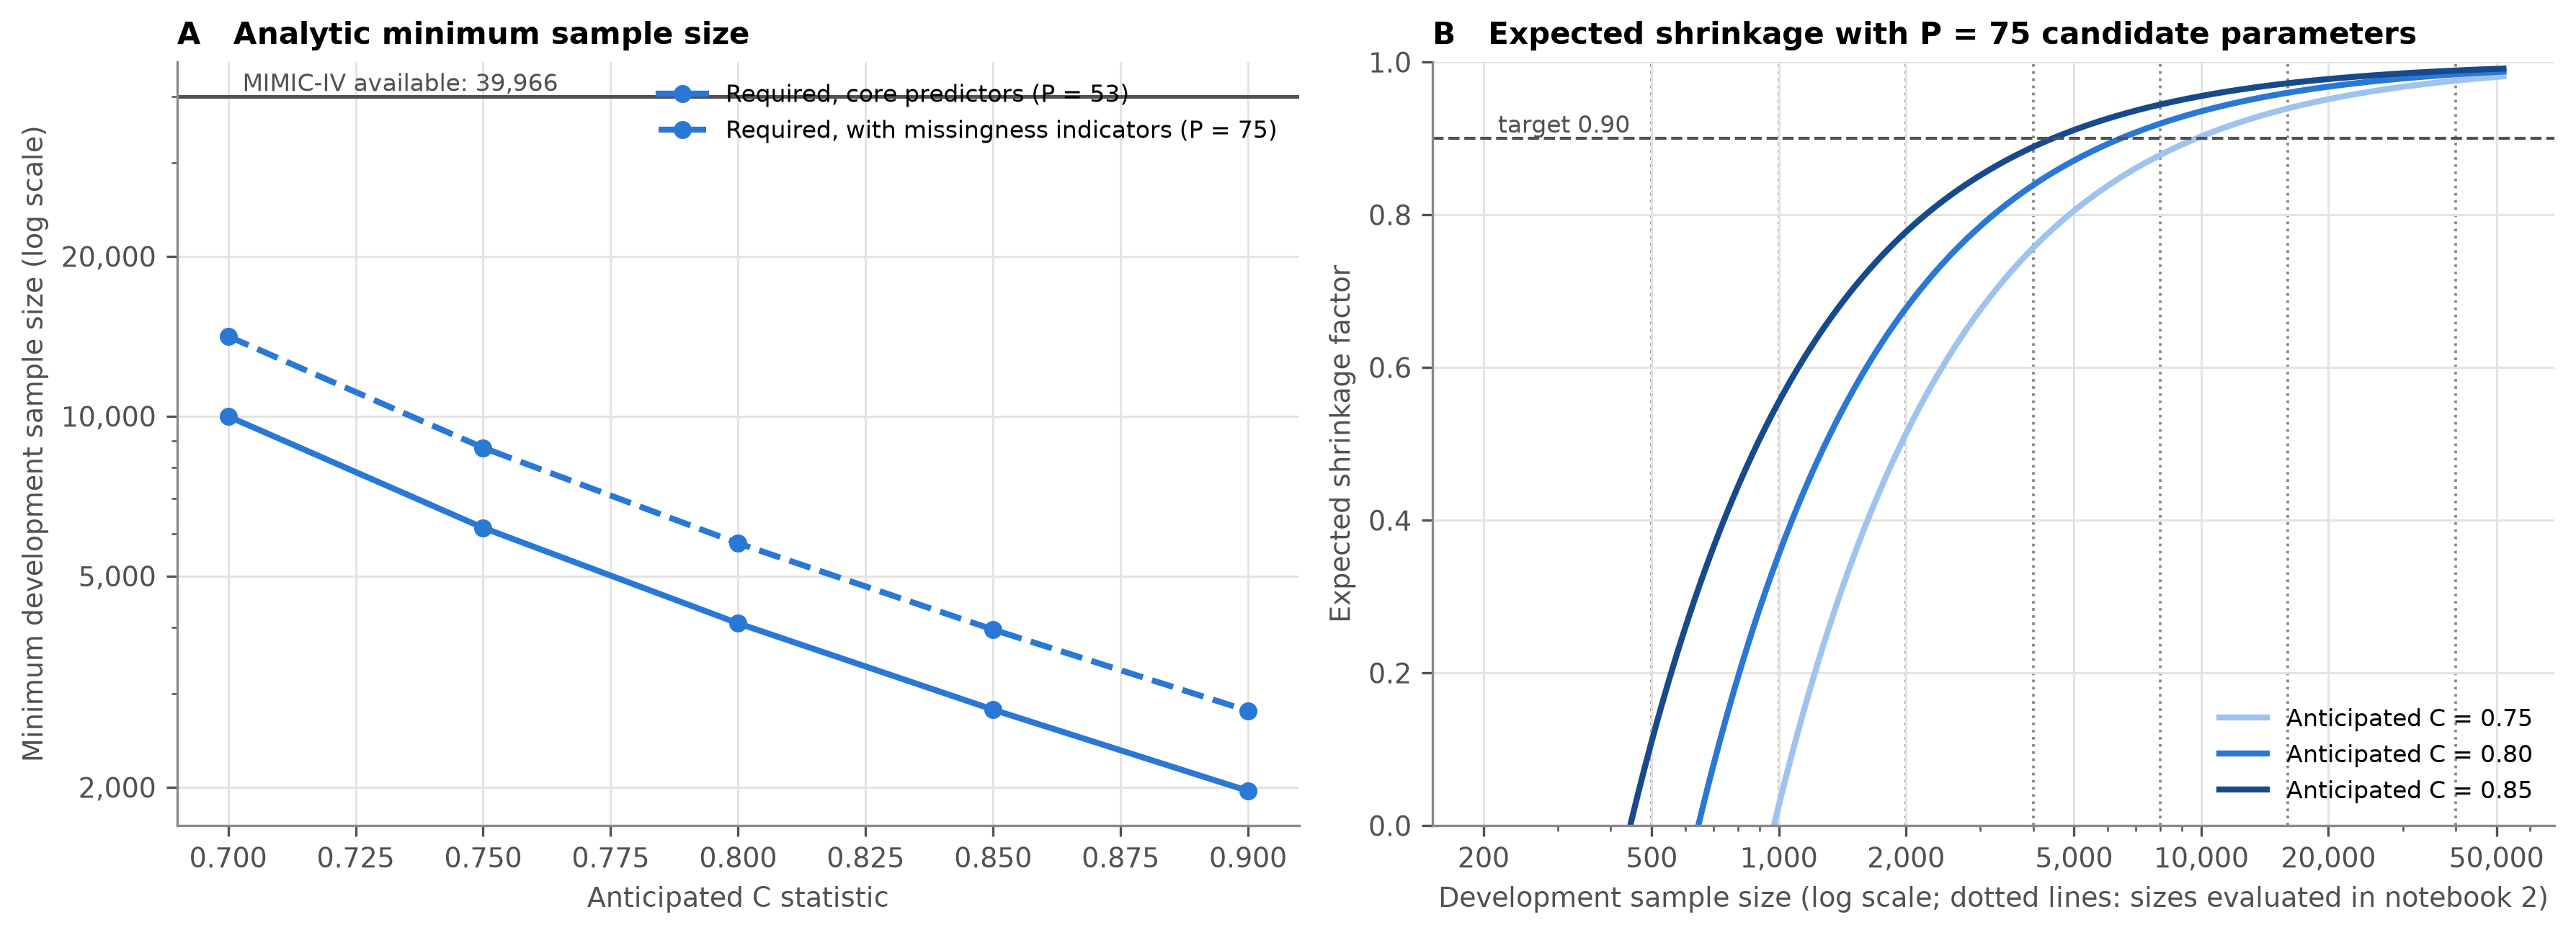 A Analytic minimum sample size
MIMIC-IV available: 39,966
Required, core predictors (P = 53)
Required, with missingness indicators (P = 75)
Minimum development sample size (log scale)
20,000
10,000
5,000
2,000
0.700 0.725 0.750 0.775 0.800 0.825 0.850 0.875 0.900
Anticipated C statistic
B Expected shrinkage with P = 75 candidate parameters
target 0.90
Expected shrinkage factor
1.0
0.8
0.6
0.4
0.2
0.0
Anticipated C = 0.75
Anticipated C = 0.80
Anticipated C = 0.85
200 500 1,000 2,000 5,000 10,000 20,000 50,000
Development sample size (log scale; dotted lines: sizes evaluated in notebook 2)